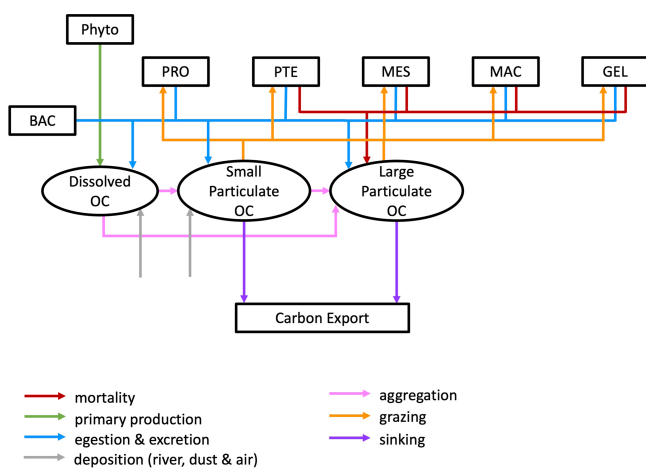 Phyto
PRO
PTE
MES
MAC
GEL
BAC
Dissolved
OC
Small
Particulate
OC
Large
Particulate
OC
Carbon Export
mortality
primary production
egestion & excretion
deposition (river, dust & air)
aggregation
grazing
sinking